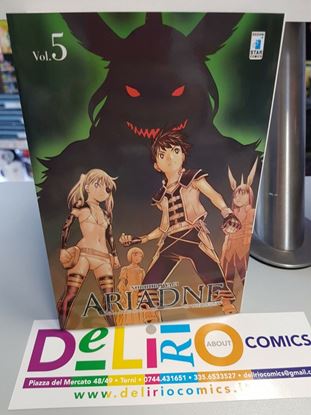 Vol.5
STAR
COMICS
ARIADNE
DeLiRiO
ABOUT
COMICS
Piazza del Mercato 48/49 • Terni • 0744.431651 • 335.6533527 • deliriocomics@gmail.com
www.deliriocomics.it